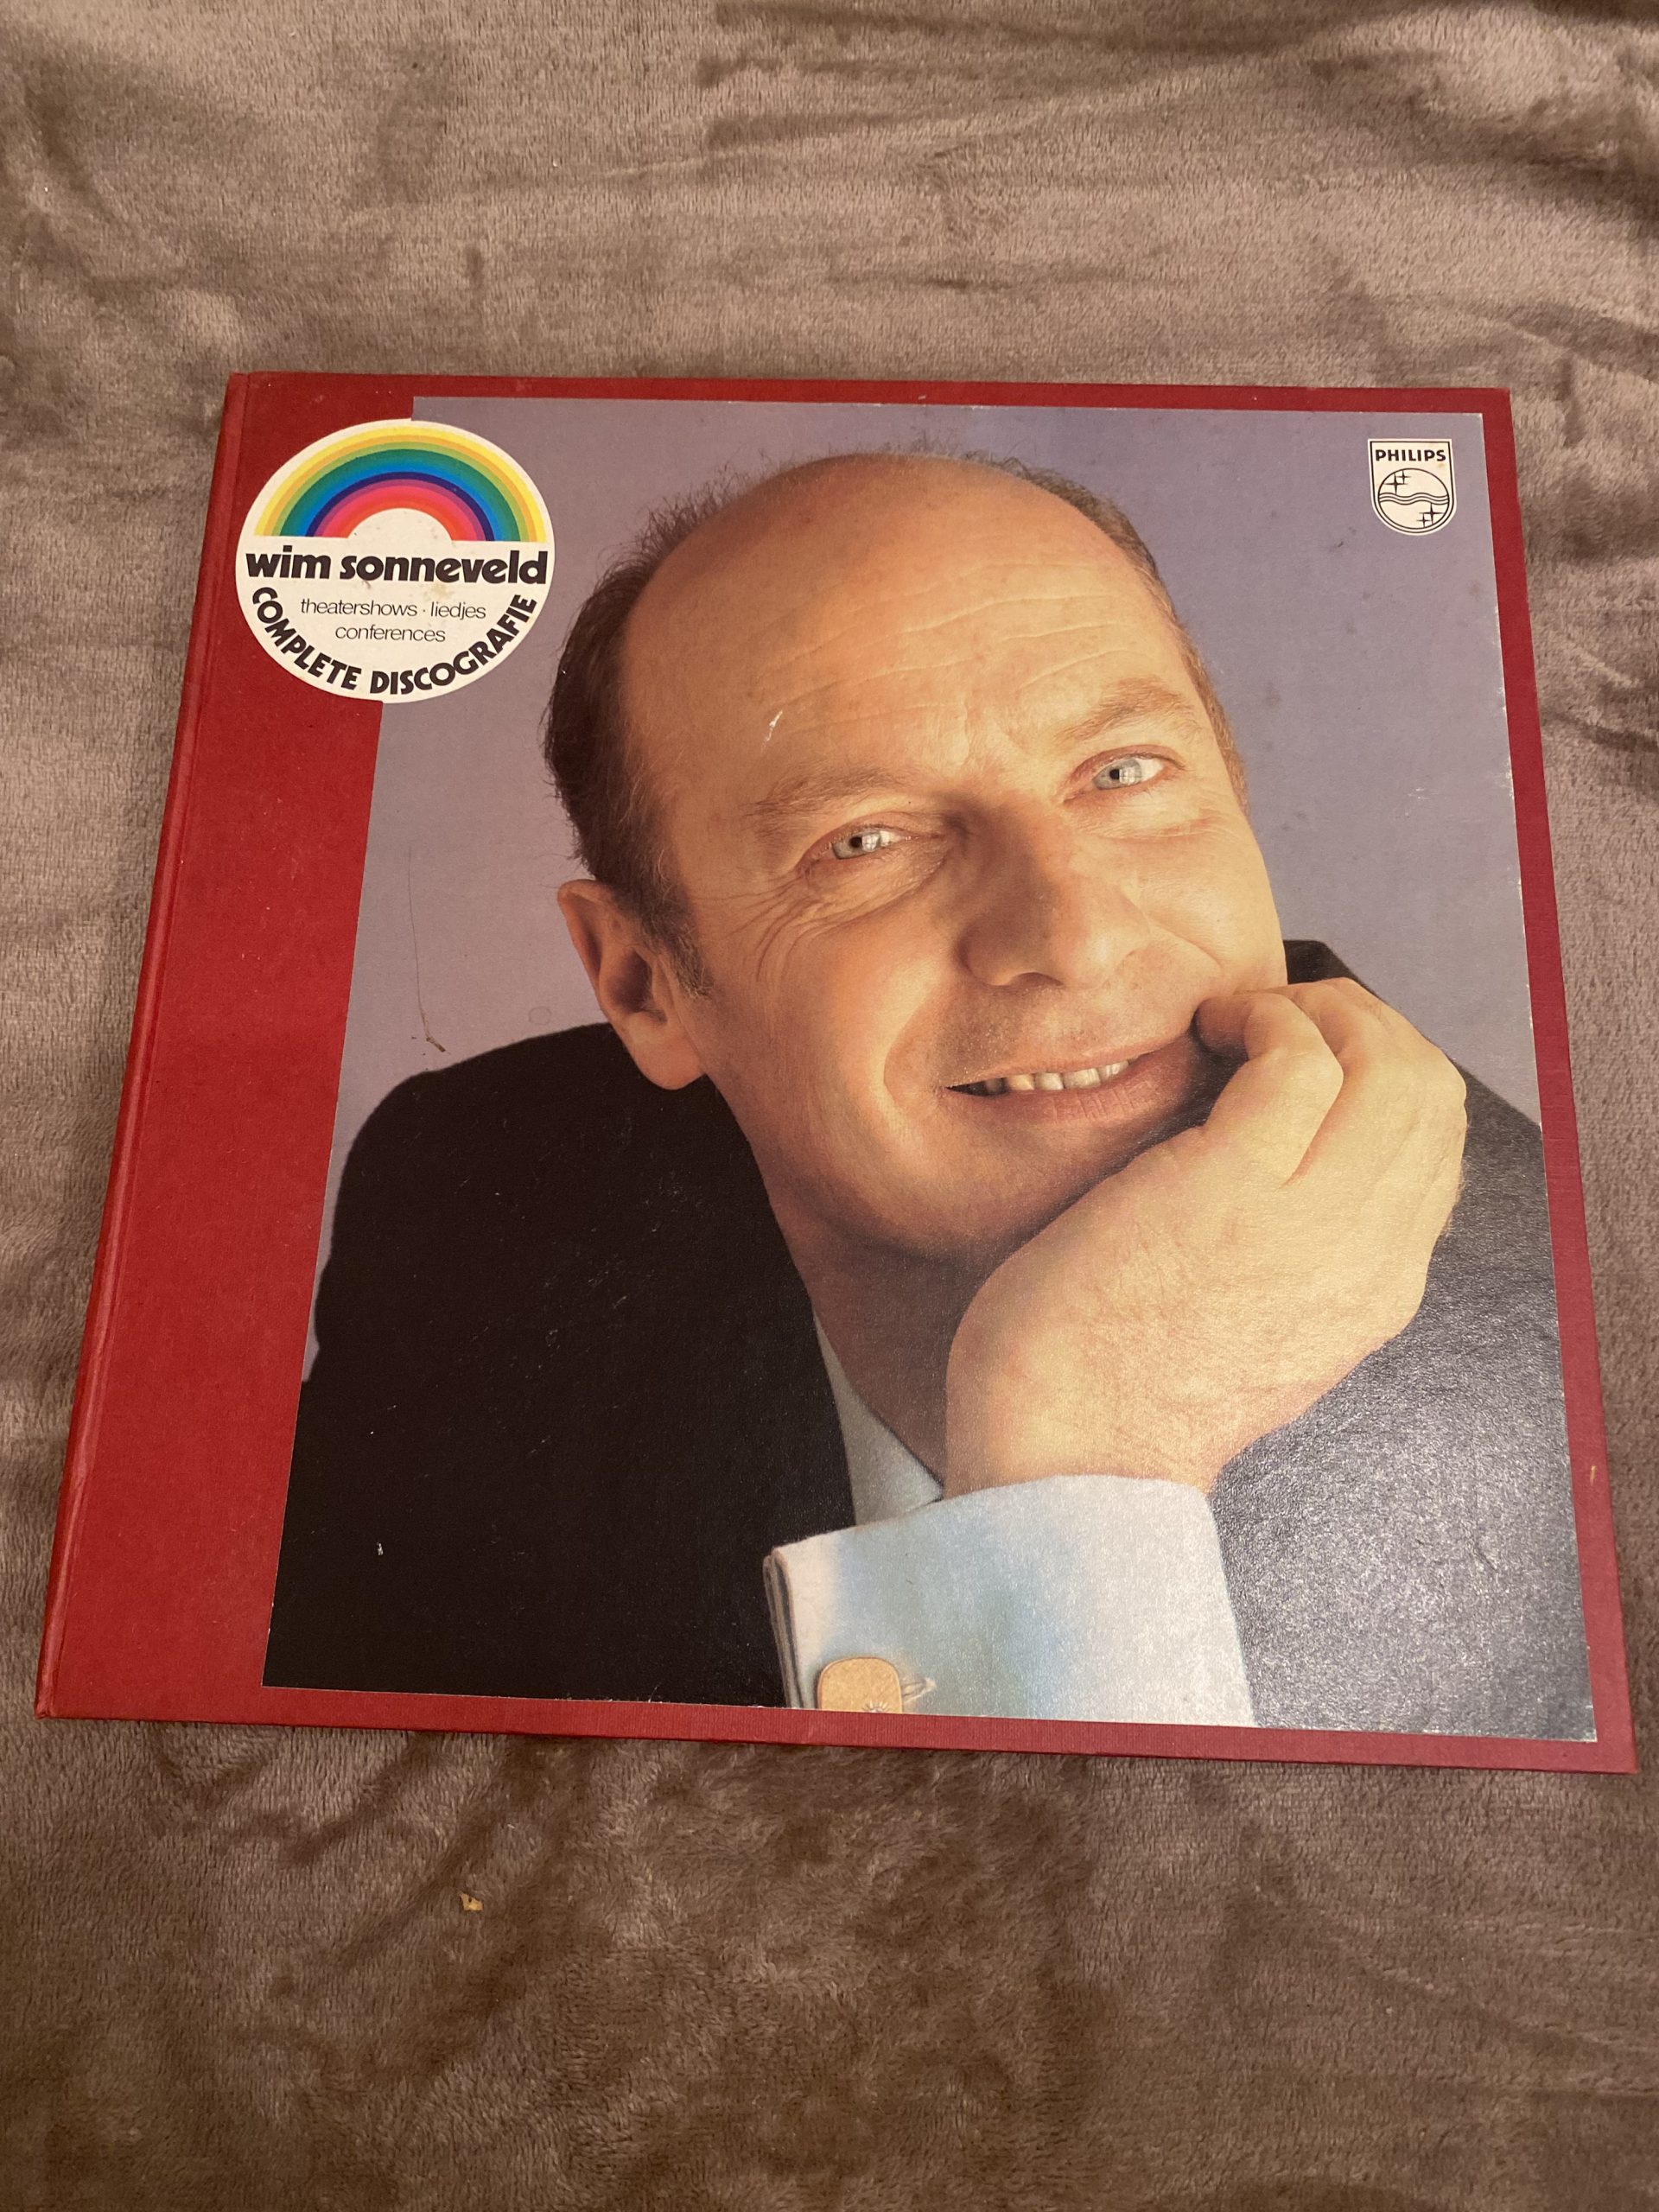 wim sonneveld
theatershows · liedjes
conferences
COMPLETE DISCOGRAFIE
PHILIPS